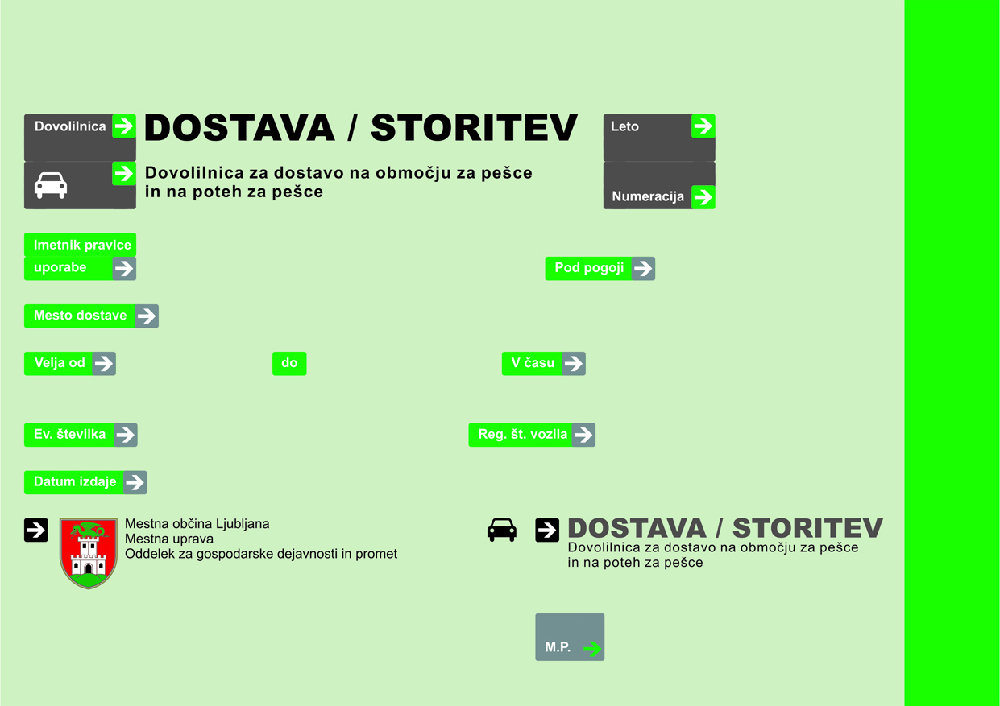 Dovolilnica
DOSTAVA / STORITEV
Leto
Dovolilnica za dostavo na območju za pešce
in na poteh za pešce
Numeracija
Imetnik pravice
uporabe
Pod pogoji
Mesto dostave
Velja od
do
V času
Ev. številka
Reg. št. vozila
Datum izdaje
Mestna občina Ljubljana
Mestna uprava
Oddelek za gospodarske dejavnosti in promet
DOSTAVA / STORITEV
Dovolilnica za dostavo na območju za pešce
in na poteh za pešce
M.P.